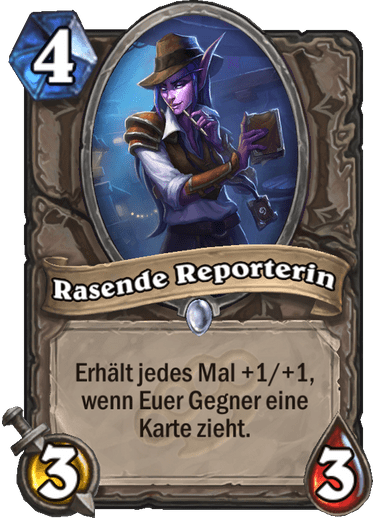 4
Rasende Reporterin
Erhält jedes Mal +1/+1,
wenn Euer Gegner eine
Karte zieht.
3
3